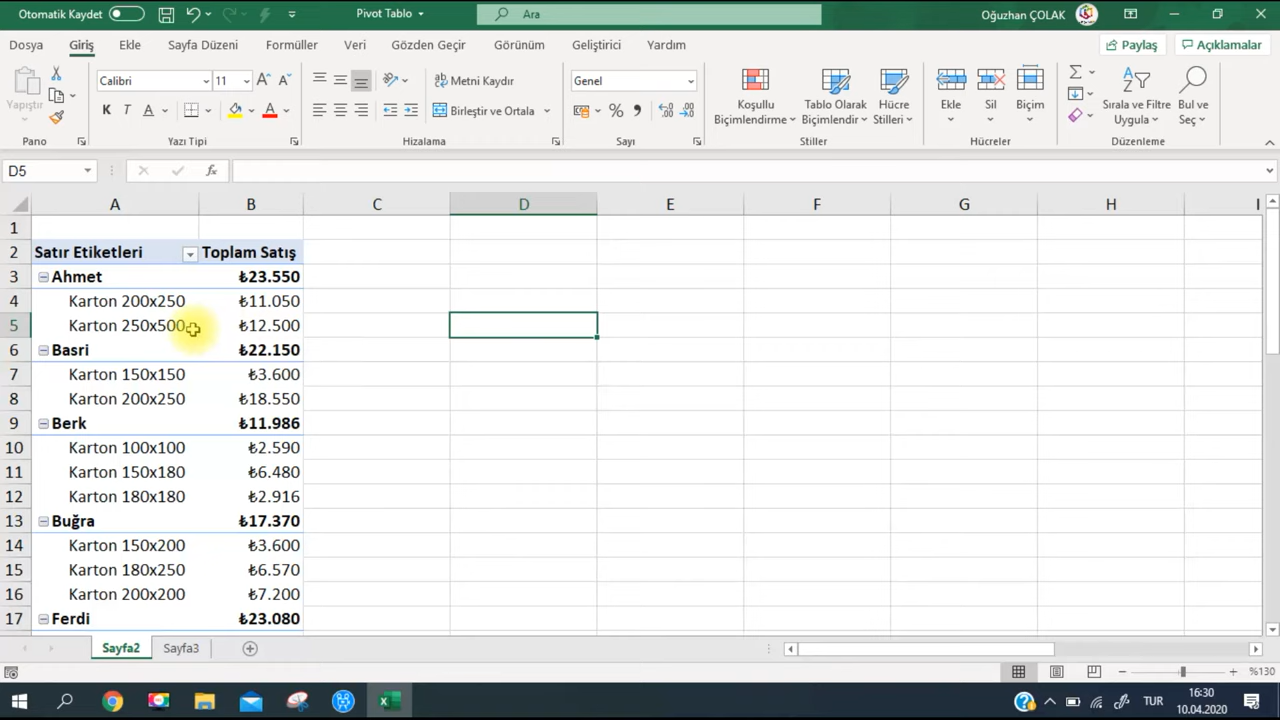 Otomatik Kaydet
Pivot Tablo
Ara
Oğuzhan ÇOLAK
Dosya Giriş Ekle Sayfa Düzeni Formüller Veri Gözden Geçir Görünüm Geliştirici Yardım Paylaş Açıklamalar
Yapıştır
Pano
Calibri 11
K T A
Yazı Tipi
Metni Kaydır
Birleştir ve Ortala
Hizalama
Genel
%
Sayı
Koşullu Biçimlendirme
Tablo Olarak Biçimlendir
Hücre Stilleri
Stiller
Ekle Sil Biçim
Hücreler
Sırala ve Filtre Uygula
Bul ve Seç
Düzenleme
D5 fx
A B C D E F G H I
1
2 Satır Etiketleri Toplam Satış
3 Ahmet ₺23.550
4 Karton 200x250 ₺11.050
5 Karton 250x500 ₺12.500
6 Basri ₺22.150
7 Karton 150x150 ₺3.600
8 Karton 200x250 ₺18.550
9 Berk ₺11.986
10 Karton 100x100 ₺2.590
11 Karton 150x180 ₺6.480
12 Karton 180x180 ₺2.916
13 Buğra ₺17.370
14 Karton 150x200 ₺3.600
15 Karton 180x250 ₺6.570
16 Karton 200x200 ₺7.200
17 Ferdi ₺23.080
Sayfa2 Sayfa3
%130
TUR
16:30
10.04.2020